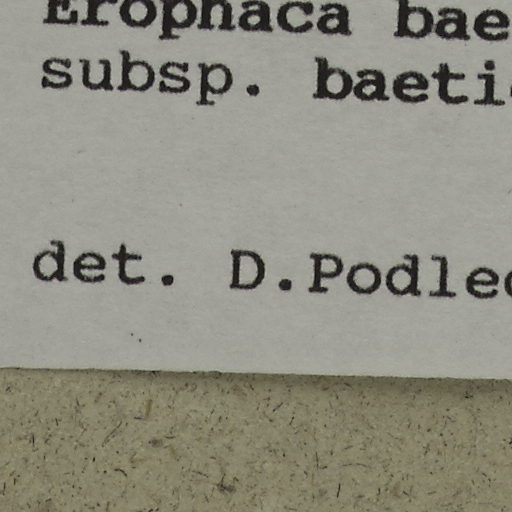 Erophaca bae
subsp. baeti
det. D.Podlec